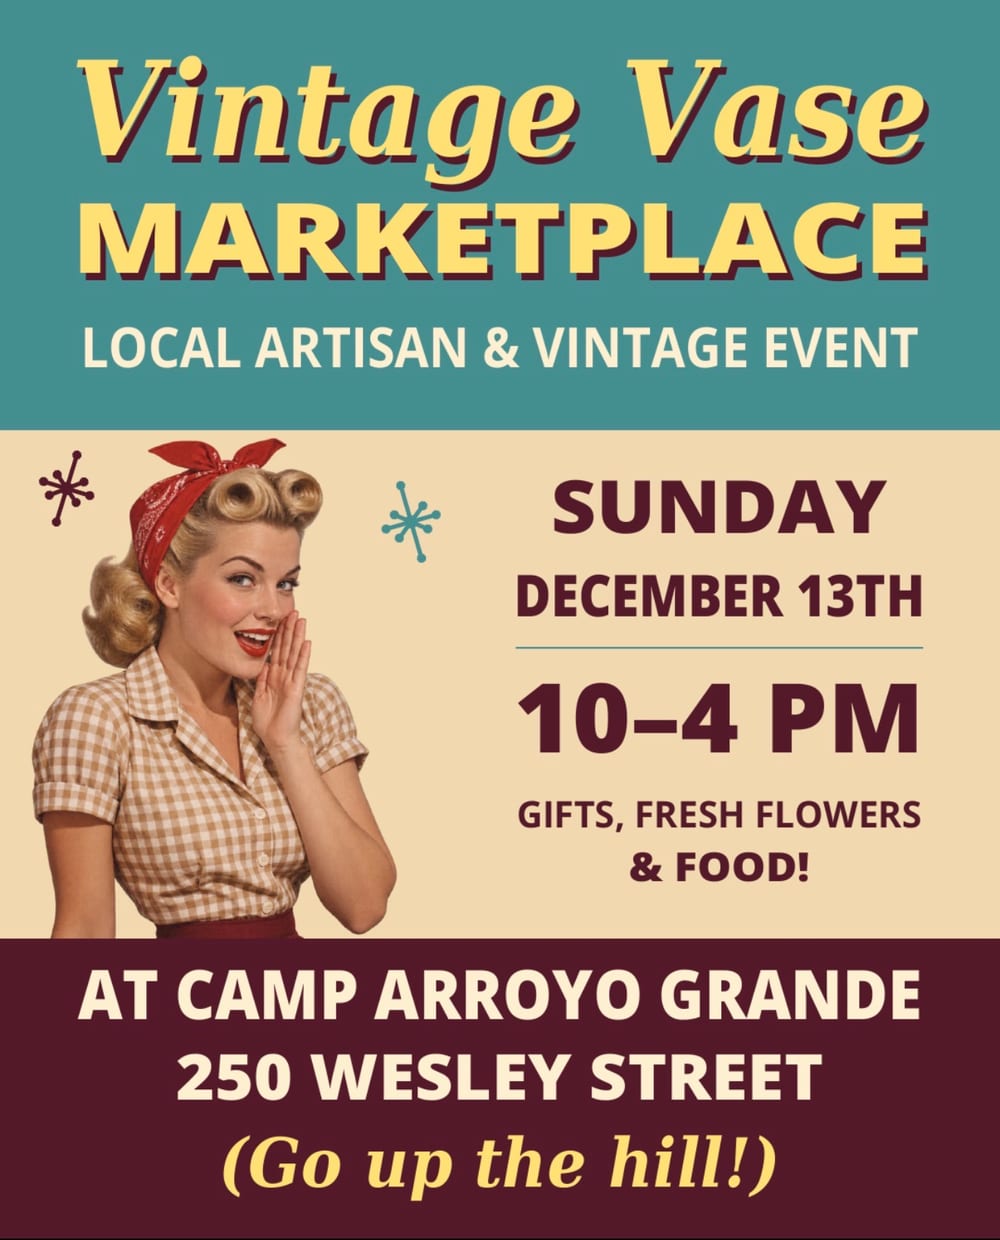 Vintage Vase
MARKETPLACE
LOCAL ARTISAN & VINTAGE EVENT
SUNDAY
DECEMBER 13TH
10–4 PM
GIFTS, FRESH FLOWERS
& FOOD!
AT CAMP ARROYO GRANDE
250 WESLEY STREET
(Go up the hill!)